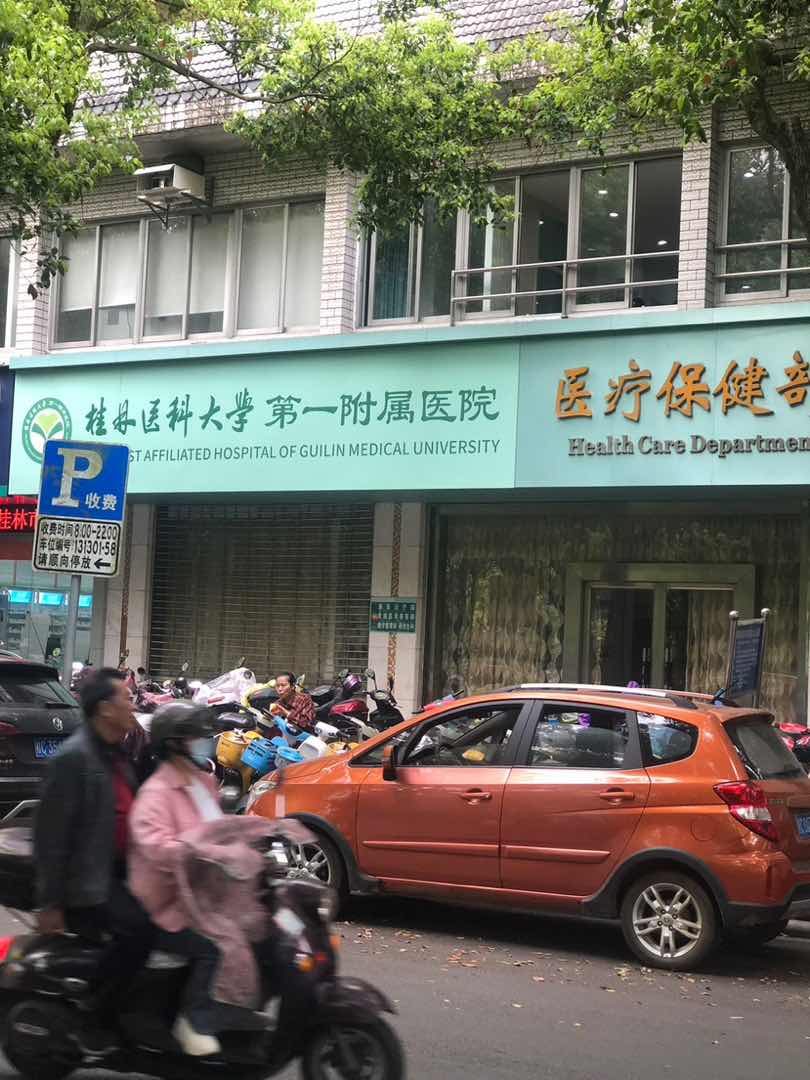 桂林医科大学 第一附属医院
ST AFFILIATED HOSPITAL OF GUILIN MEDICAL UNIVERSITY
医疗保健部
Health Care Departmen
P
收费
收费时间8:00-22:00
车位编号131301-58
请顺向停放←
桂林市